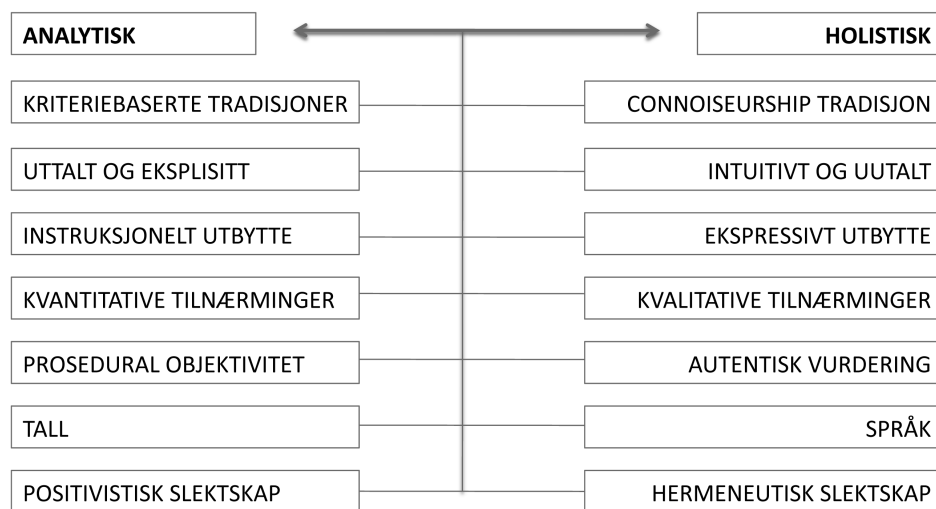 ANALYTISK
HOLISTISK
KRITERIEBASERTE TRADISJONER
CONNOISEURSHIP TRADISJON
UTTALT OG EKSPLISITT
INTUITIVT OG UUTALT
INSTRUKSJONELT UTBYTTE
EKSPRESSIVT UTBYTTE
KVANTITATIVE TILNÆRMINGER
KVALITATIVE TILNÆRMINGER
PROSEDURAL OBJEKTIVITET
AUTENTISK VURDERING
TALL
SPRÅK
POSITIVISTISK SLEKTSKAP
HERMENEUTISK SLEKTSKAP